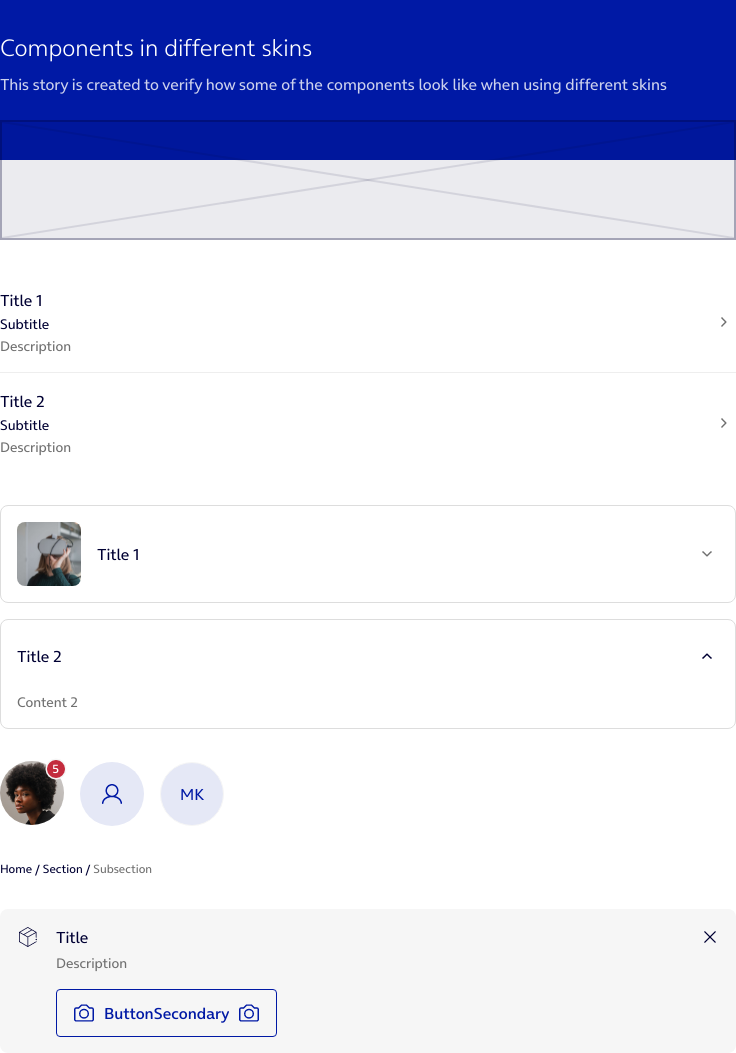 Components in different skins
This story is created to verify how some of the components look like when using different skins
Title 1
Subtitle
Description
Title 2
Subtitle
Description
Title 1
Title 2
Content 2
5
MK
Home / Section / Subsection
Title
Description
ButtonSecondary